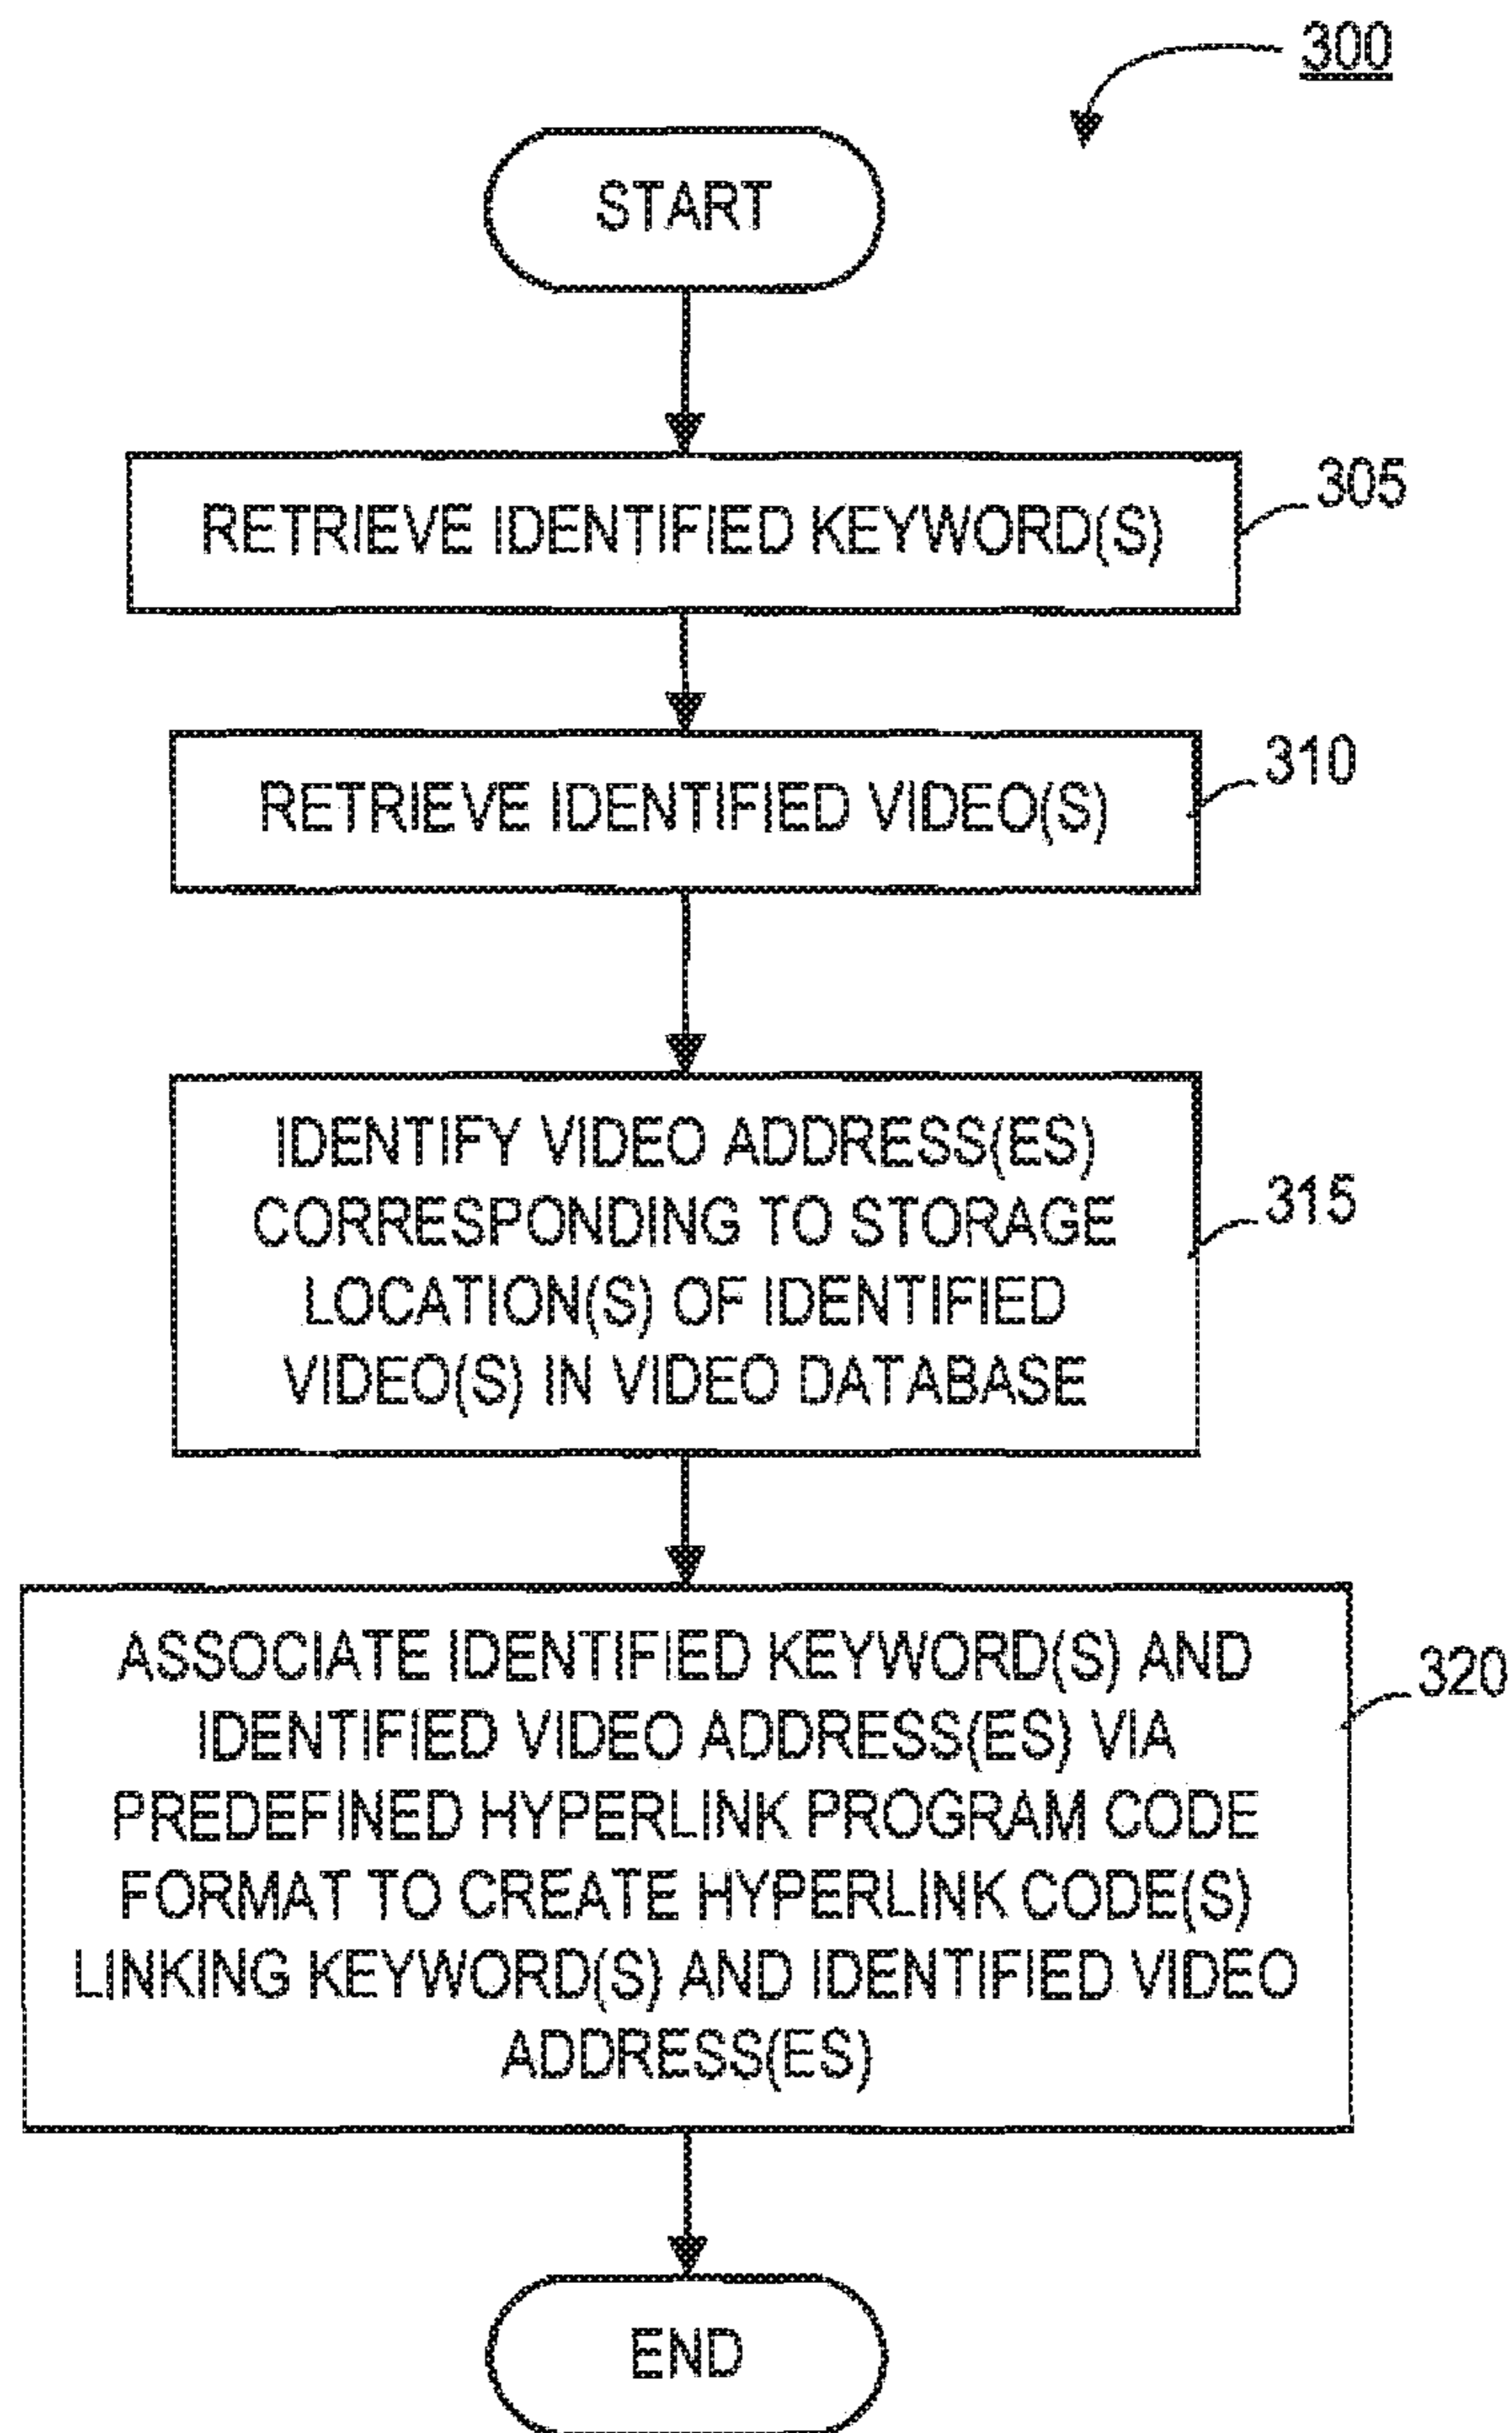 300
START
RETRIEVE IDENTIFIED KEYWORD(S)
305
RETRIEVE IDENTIFIED VIDEO(S)
310
IDENTIFY VIDEO ADDRESS(ES)
CORRESPONDING TO STORAGE
LOCATION(S) OF IDENTIFIED
VIDEO(S) IN VIDEO DATABASE
315
ASSOCIATE IDENTIFIED KEYWORD(S) AND
IDENTIFIED VIDEO ADDRESS(ES) VIA
PREDEFINED HYPERLINK PROGRAM CODE
FORMAT TO CREATE HYPERLINK CODE(S)
LINKING KEYWORD(S) AND IDENTIFIED VIDEO
ADDRESS(ES)
320
END